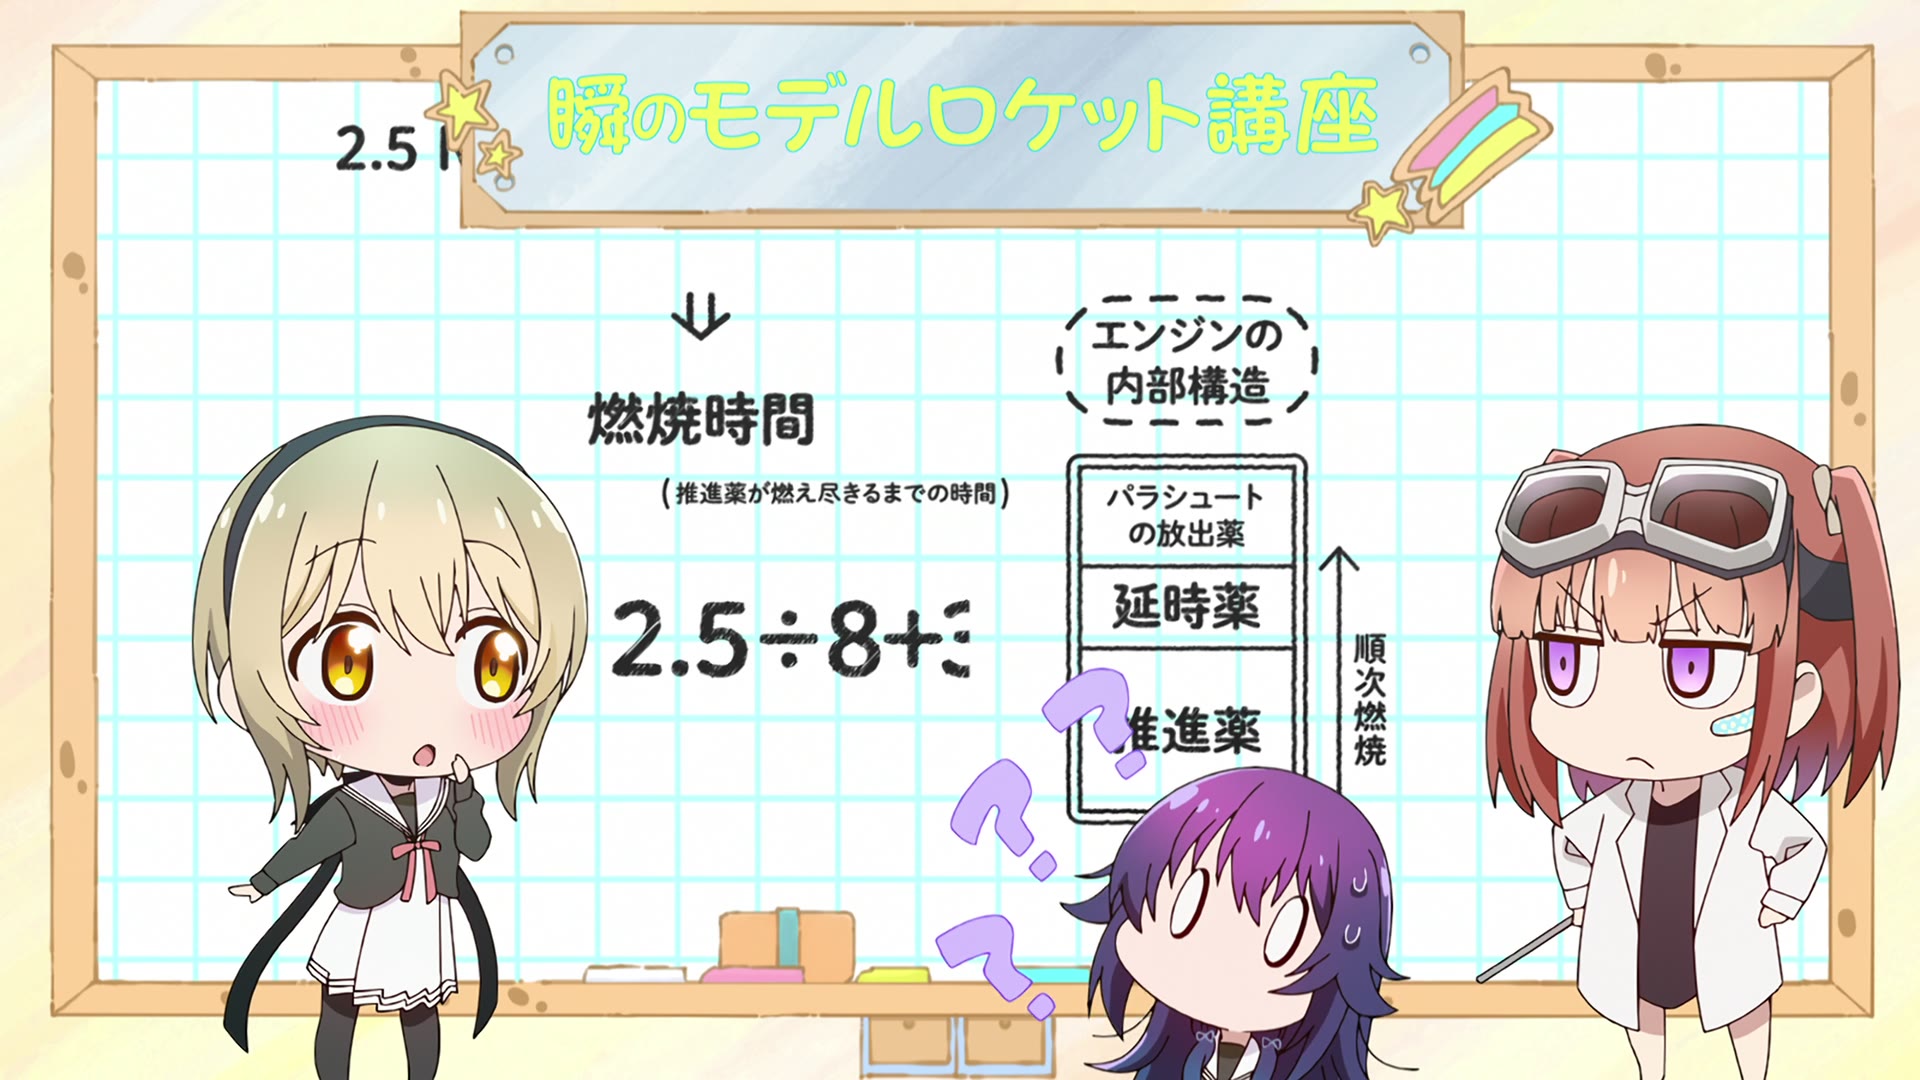 瞬のモデルロケット講座
2.5
⇓
燃焼時間
(推進薬が燃え尽きるまでの時間)
2.5÷8+
エンジンの
内部構造
パラシュート
の放出薬
延時薬
推進薬
順次燃焼
? ? ?